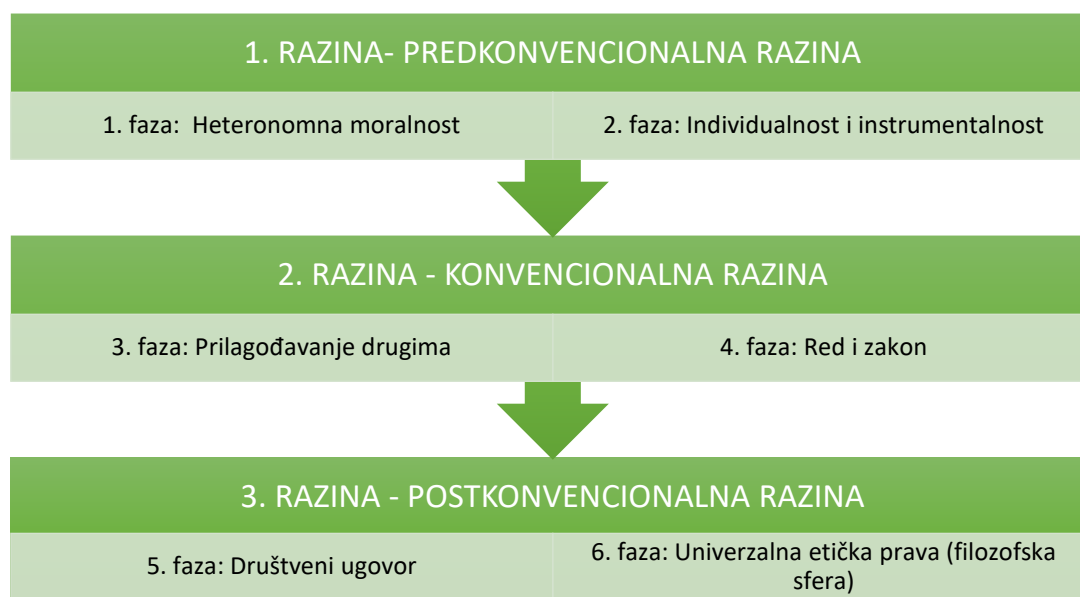 1. RAZINA- PREDKONVENCIONALNA RAZINA
1. faza: Heteronomna moralnost
2. faza: Individualnost i instrumentalnost
2. RAZINA - KONVENCIONALNA RAZINA
3. faza: Prilagođavanje drugima
4. faza: Red i zakon
3. RAZINA - POSTKONVENCIONALNA RAZINA
5. faza: Društveni ugovor
6. faza: Univerzalna etička prava (filozofska
sfera)